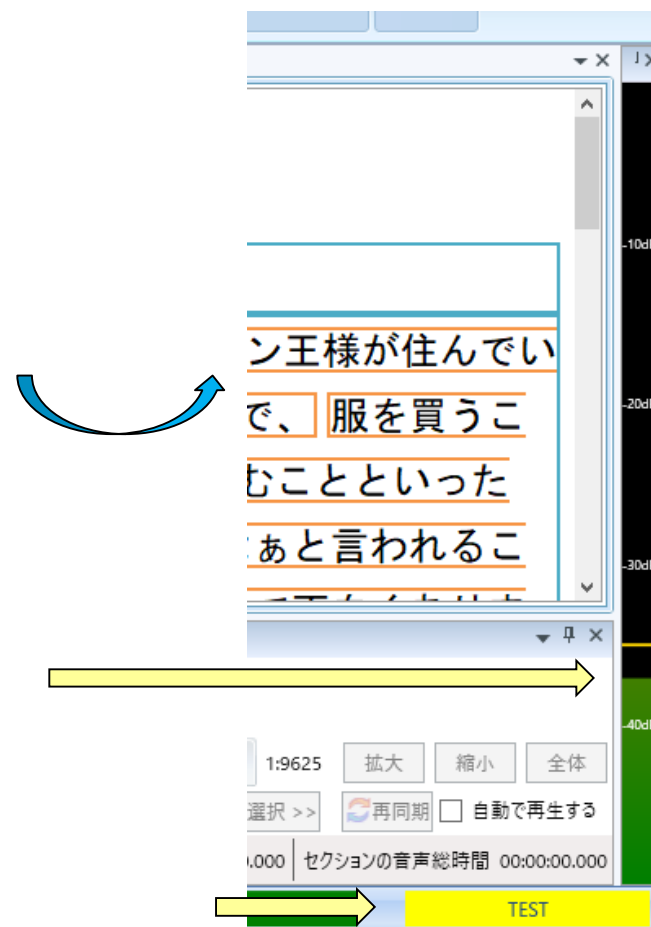 -10dB
ン王様が住んでい
で、 服を買うこ
-20dB
むことといった
ぁと言われるこ
-30dB
-40dB
1:9625 拡大 縮小 全体
選択 >> 再同期 自動で再生する
.000 セクションの音声総時間 00:00:00.000
TEST